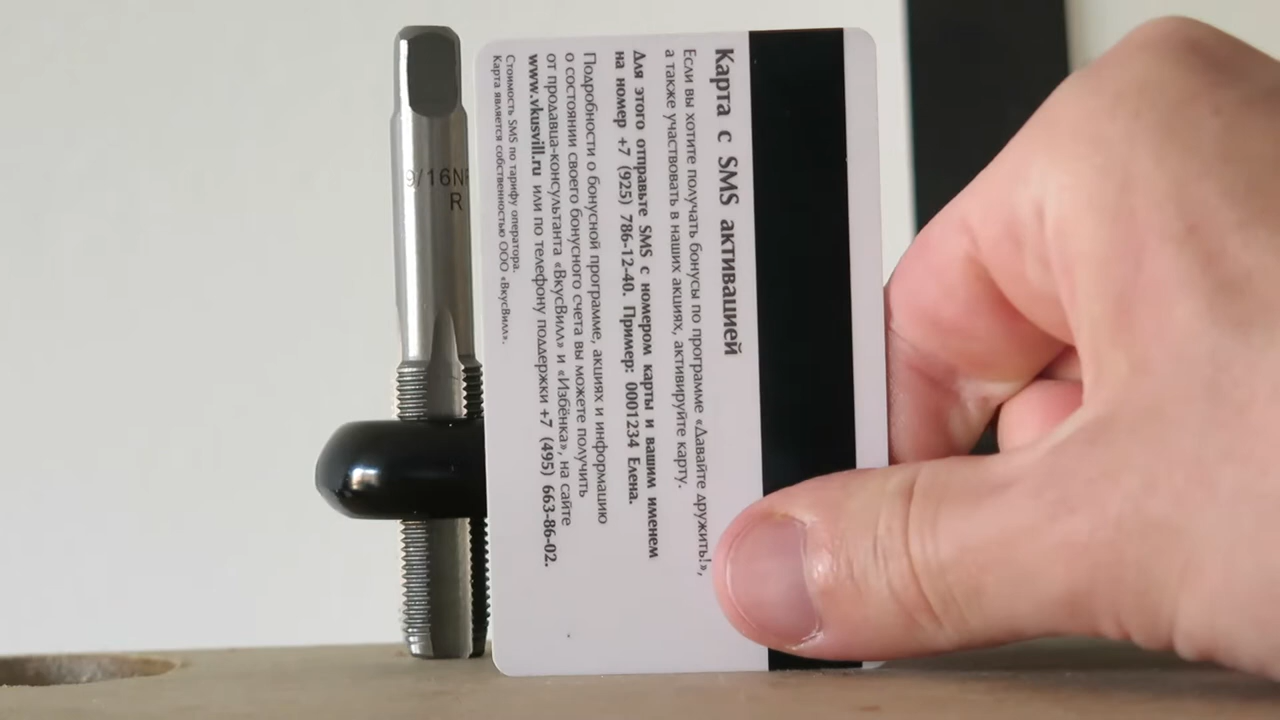 9/16N
R
Карта с SMS активацией
Если вы хотите получать бонусы по программе «Давайте дружить!»,
а также участвовать в наших акциях, активируйте карту.
Для этого отправьте SMS с номером карты и вашим именем
на номер +7 (925) 786-12-40. Пример: 0001234 Елена.
Подробности о бонусной программе, акциях и информацию
о состоянии своего бонусного счета вы можете получить
от продавца-консультанта «ВкусВилл» и «Избёнка», на сайте
www.vkusvill.ru или по телефону поддержки +7 (495) 663-86-02.
Стоимость SMS по тарифу оператора.
Карта является собственностью ООО «ВкусВилл».